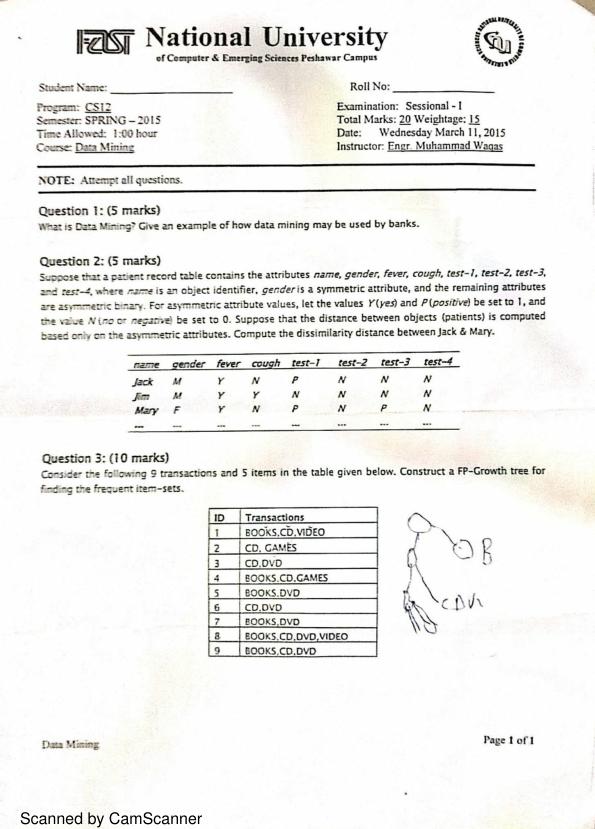 FAST National University
of Computer & Emerging Sciences Peshawar Campus
Student Name:
Roll No:
Program: CS12
Semester: SPRING – 2015
Time Allowed: 1:00 hour
Course: Data Mining
Examination: Sessional - I
Total Marks: 20 Weightage: 15
Date: Wednesday March 11, 2015
Instructor: Engr. Muhammad Waqas
NOTE: Attempt all questions.
Question 1: (5 marks)
What is Data Mining? Give an example of how data mining may be used by banks.
Question 2: (5 marks)
Suppose that a patient record table contains the attributes name, gender, fever, cough, test-1, test-2, test-3,
and test-4, where name is an object identifier, gender is a symmetric attribute, and the remaining attributes
are asymmetric binary. For asymmetric attribute values, let the values Y(yes) and P(positive) be set to 1, and
the value N(no or negative) be set to 0. Suppose that the distance between objects (patients) is computed
based only on the asymmetric attributes. Compute the dissimilarity distance between Jack & Mary.
name gender fever cough test-1 test-2 test-3 test-4
Jack M Y N P N N N
Jim M Y Y N N N N
Mary F Y N P N P N
... ... ... ... ... ... ...
Question 3: (10 marks)
Consider the following 9 transactions and 5 items in the table given below. Construct a FP-Growth tree for
finding the frequent item-sets.
ID Transactions
1 BOOKS,CD,VIDEO
2 CD, GAMES
3 CD,DVD
4 BOOKS,CD,GAMES
5 BOOKS,DVD
6 CD,DVD
7 BOOKS,DVD
8 BOOKS,CD,DVD,VIDEO
9 BOOKS,CD,DVD
B
Data Mining
Page 1 of 1
Scanned by CamScanner